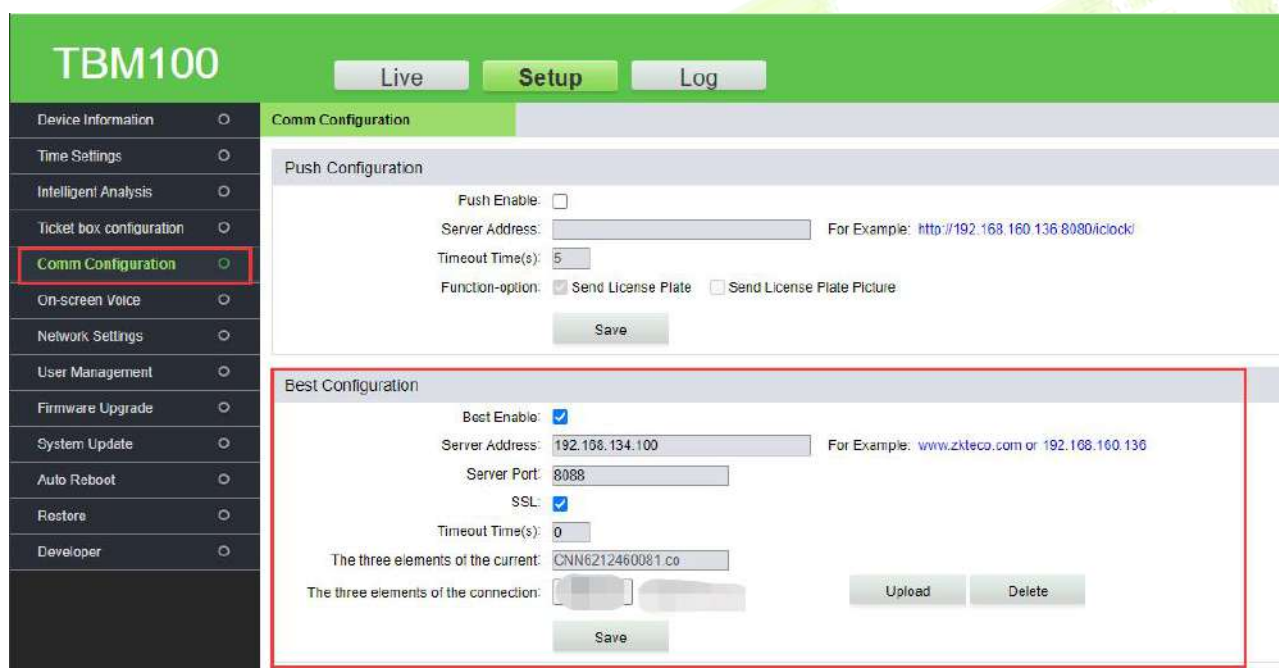 TBM100
Live Setup Log
Device Information
Comm Configuration
Time Settings
Push Configuration
Intelligent Analysis
Push Enable:
Ticket box configuration
Server Address: For Example: http://192.168.160.136:8080/iclock/
Comm Configuration
Timeout Time(s): 5
Function-option: Send License Plate Send License Plate Picture
On-screen Voice
Network Settings
Save
User Management
Best Configuration
Firmware Upgrade
Best Enable:
System Update
Server Address: 192.168.134.100 For Example: www.zkteco.com or 192.168.160.136
Auto Reboot
Server Port: 8088
SSL:
Restore
Timeout Time(s): 0
Developer
The three elements of the current: CNN6212460081.co
The three elements of the connection: Upload Delete
Save